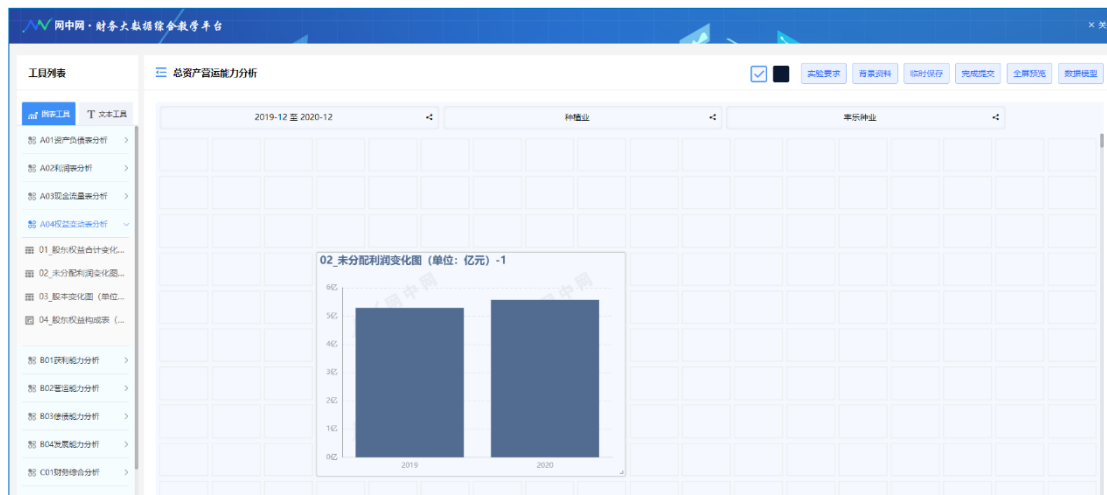 网中网·财务大数据综合教学平台
× 关
工具列表
总资产营运能力分析
实验要求
背景资料
临时保存
完成提交
全屏预览
数据模型
图表工具
T 文本工具
2019-12 至 2020-12
种植业
丰乐种业
A01资产负债表分析
A02利润表分析
A03现金流量表分析
A04权益变动表分析
01_股东权益合计变化...
02_未分配利润变化图...
03_股本变化图（单位...
04_股东权益构成表（...
B01获利能力分析
B02营运能力分析
B03偿债能力分析
B04发展能力分析
C01财务综合分析
02_未分配利润变化图（单位：亿元）-1
6亿
5亿
4亿
3亿
2亿
1亿
0亿
2019
2020
网中网
网中网